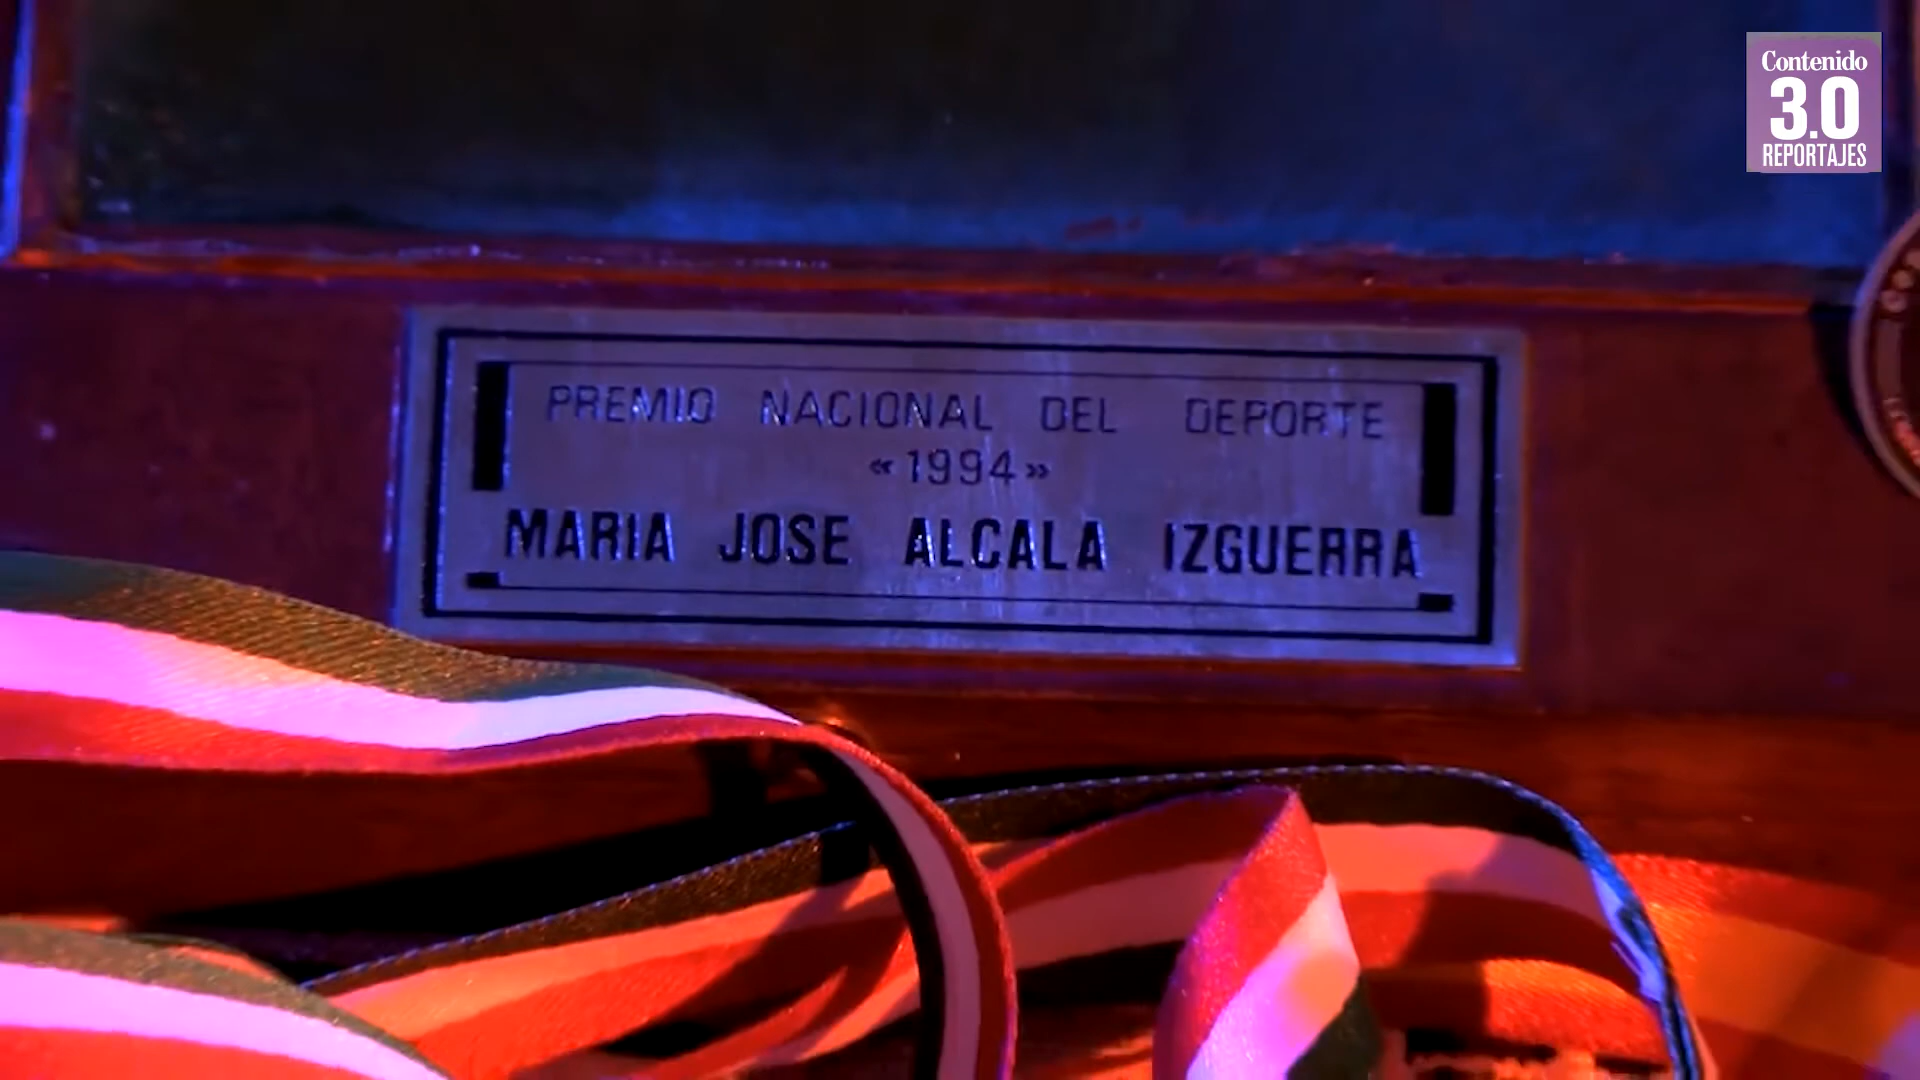 Contenido
3.0
REPORTAJES
PREMIO NACIONAL DEL DEPORTE
«1994»
MARIA JOSE ALCALA IZGUERRA